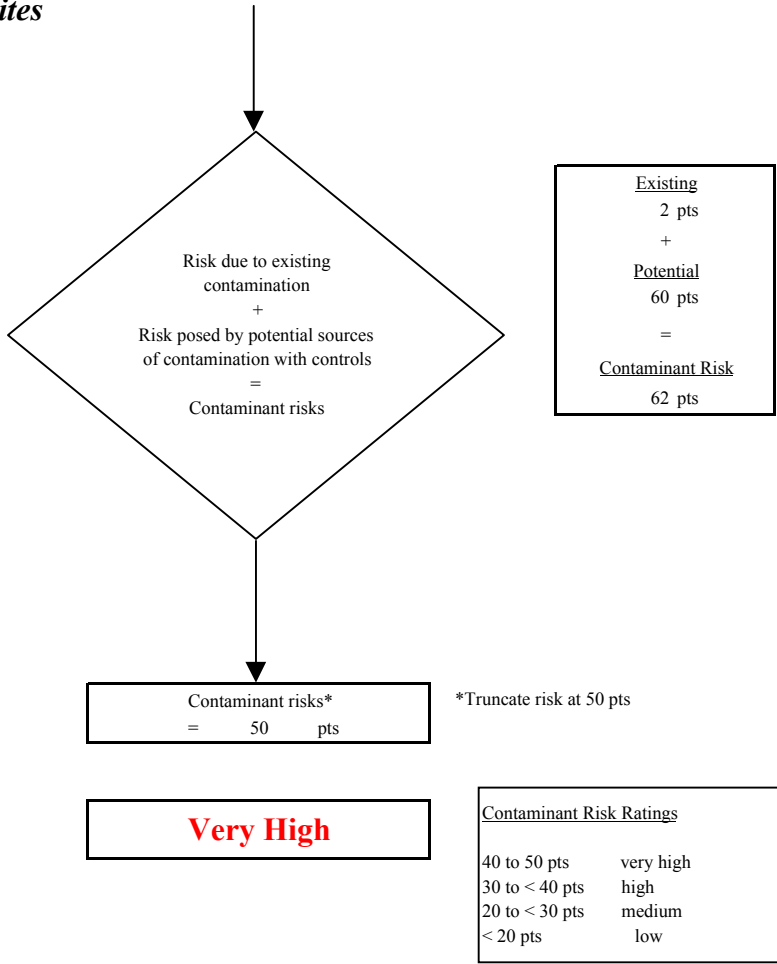 ites
Risk due to existing
contamination
+
Risk posed by potential sources
of contamination with controls
=
Contaminant risks
Existing
2 pts
+
Potential
60 pts
=
Contaminant Risk
62 pts
Contaminant risks*
= 50 pts
*Truncate risk at 50 pts
Very High
Contaminant Risk Ratings
40 to 50 pts very high
30 to < 40 pts high
20 to < 30 pts medium
< 20 pts low